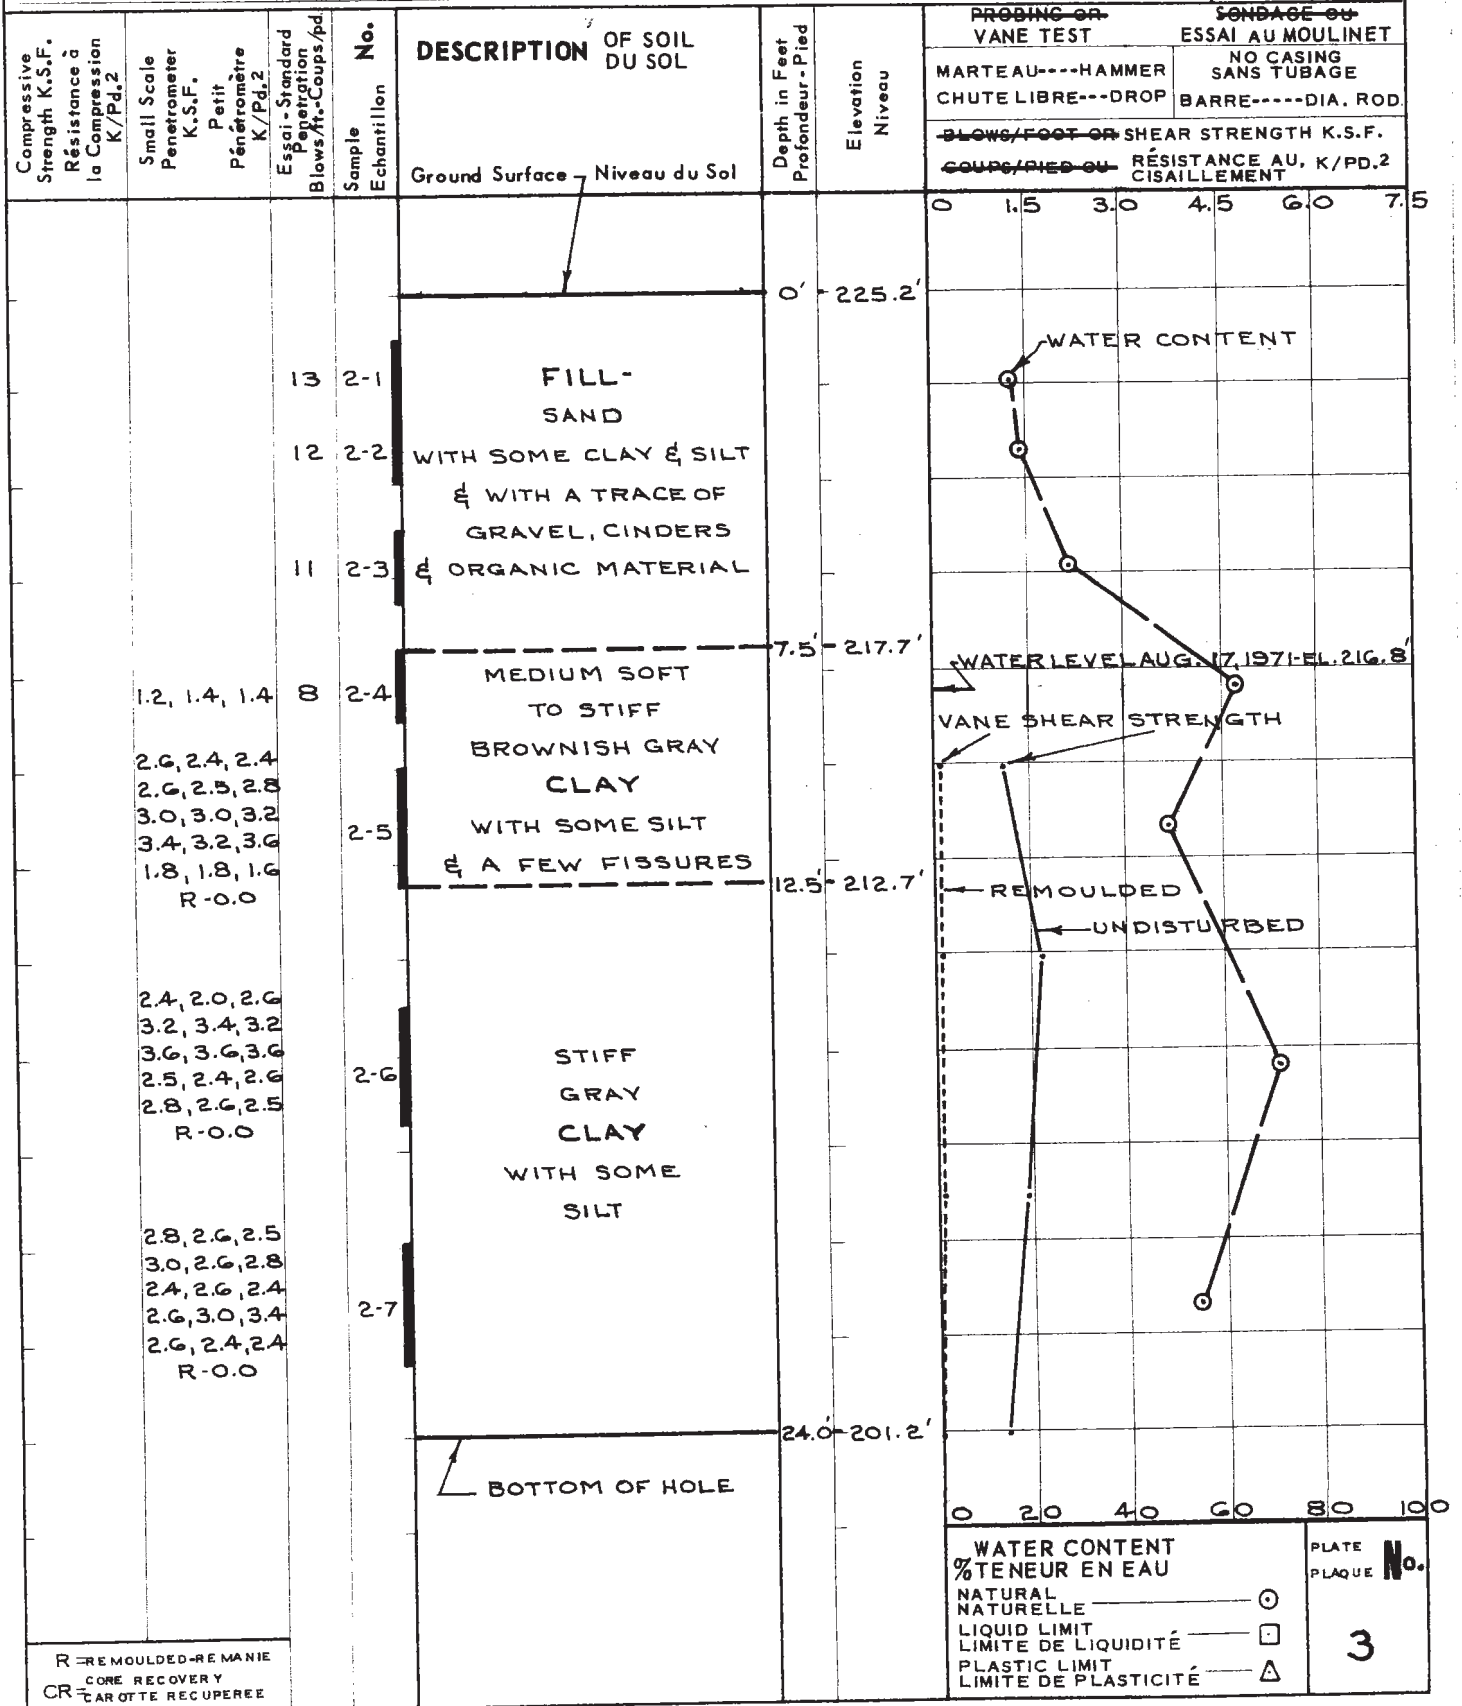 Compressive
Strength K.S.F.
Résistance à
la Compression
K/Pd.2
Small Scale
Penetrometer
K.S.F.
Petit
Pénétromètre
K/Pd.2
Essai-Standard
Penetration
Blows/ft.-Coups/pd.
Sample No.
Echantillon
DESCRIPTION OF SOIL
DU SOL
Ground Surface Niveau du Sol
Depth in Feet
Profondeur-Pied
Elevation
Niveau
PROBING OR SONDAGE OU
VANE TEST ESSAI AU MOULINET
MARTEAU----HAMMER
CHUTE LIBRE---DROP
NO CASING
SANS TUBAGE
BARRE-----DIA. ROD
BLOWS/FOOT OR SHEAR STRENGTH K.S.F.
COUPS/PIED OU RÉSISTANCE AU, K/PD.2
CISAILLEMENT
0 1.5 3.0 4.5 6.0 7.5
0' 225.2'
WATER CONTENT
13 2-1 FILL-
SAND
12 2-2 WITH SOME CLAY & SILT
& WITH A TRACE OF
GRAVEL, CINDERS
11 2-3 & ORGANIC MATERIAL
7.5' 217.7'
WATER LEVEL AUG. 17, 1971-EL. 216.8'
MEDIUM SOFT
1.2, 1.4, 1.4 8 2-4
TO STIFF
VANE SHEAR STRENGTH
BROWNISH GRAY
2.6, 2.4, 2.4
CLAY
2.6, 2.5, 2.8
3.0, 3.0, 3.2
2-5 WITH SOME SILT
3.4, 3.2, 3.6
& A FEW FISSURES
1.8, 1.8, 1.6
12.5' 212.7'
REMOULDED
R-0.0
UNDISTURBED
2.4, 2.0, 2.6
3.2, 3.4, 3.2
3.6, 3.6, 3.6
STIFF
2.5, 2.4, 2.6
2-6
GRAY
2.8, 2.6, 2.5
R-0.0
CLAY
WITH SOME
SILT
2.8, 2.6, 2.5
3.0, 2.6, 2.8
2.4, 2.6, 2.4
2.6, 3.0, 3.4
2-7
2.6, 2.4, 2.4
R-0.0
24.0' 201.2'
BOTTOM OF HOLE
0 20 40 60 80 100
WATER CONTENT
% TENEUR EN EAU
NATURAL
NATURELLE
LIQUID LIMIT
LIMITE DE LIQUIDITÉ
PLASTIC LIMIT
LIMITE DE PLASTICITÉ
PLATE
PLAQUE No.
3
R = REMOULDED-REMANIE
CR = CORE RECOVERY
CAROTTE RECUPEREE